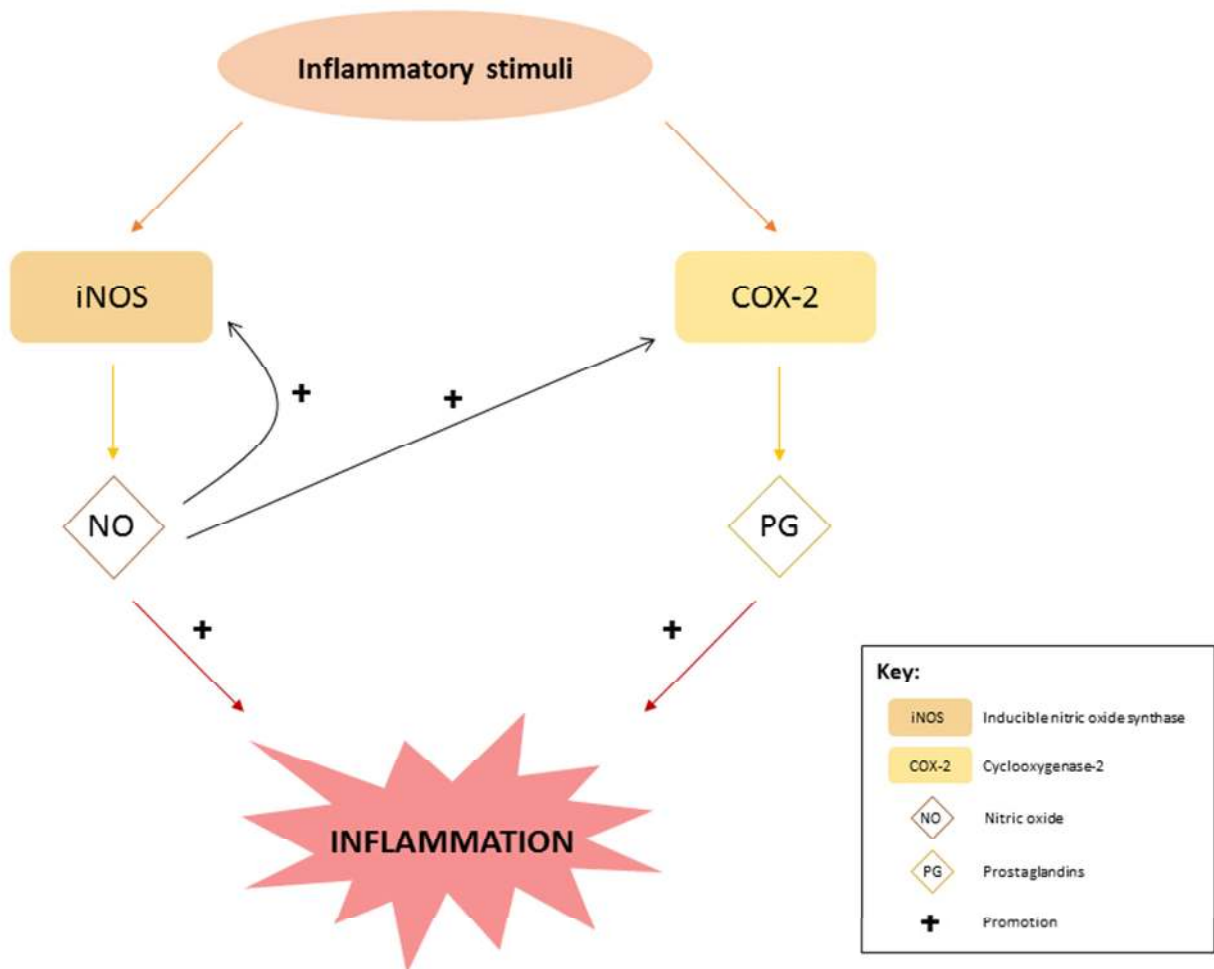 Inflammatory stimuli
iNOS
COX-2
+
+
NO
PG
+
+
INFLAMMATION
Key:
iNOS Inducible nitric oxide synthase
COX-2 Cyclooxygenase-2
NO Nitric oxide
PG Prostaglandins
+ Promotion